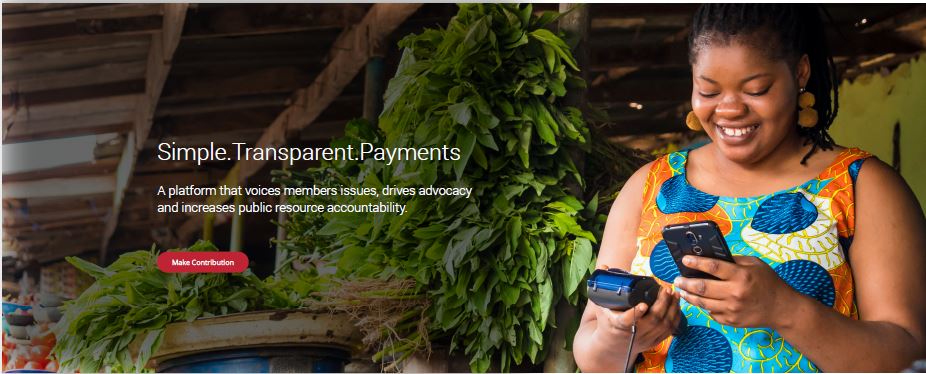 Simple.Transparent.Payments
A platform that voices members issues, drives advocacy
and increases public resource accountability.
Make Contribution